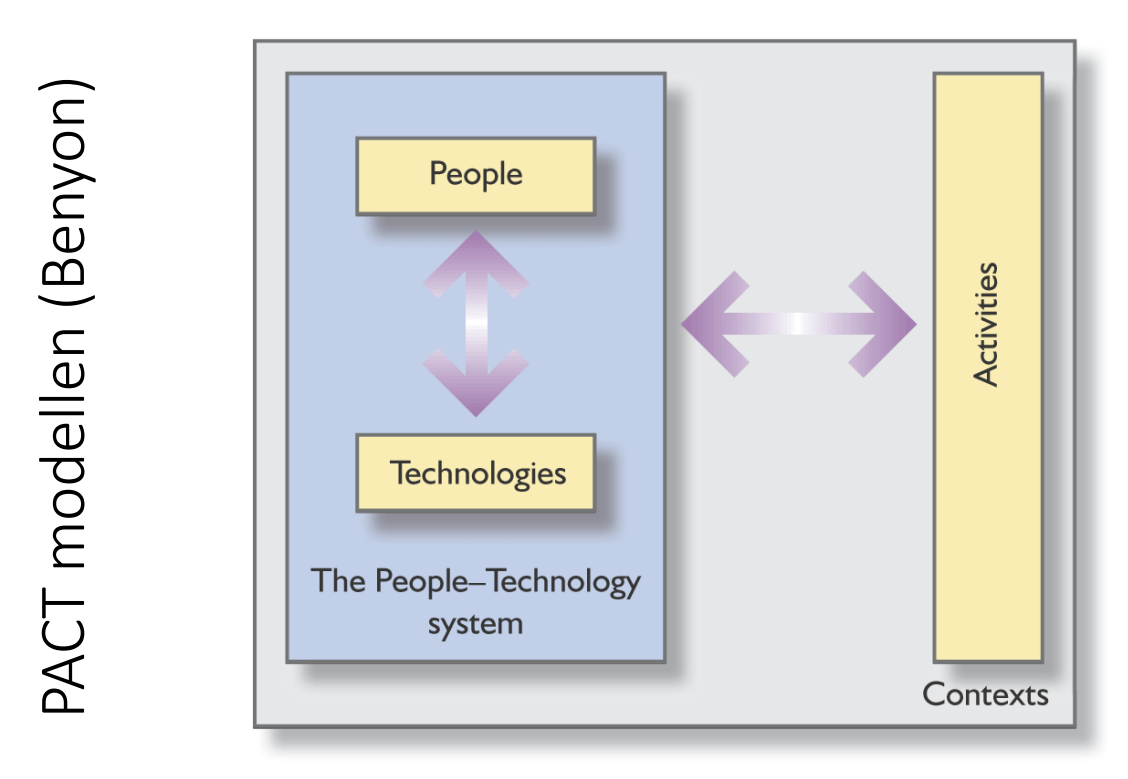 PACT modellen (Benyon)
People
Technologies
The People–Technology
system
Activities
Contexts